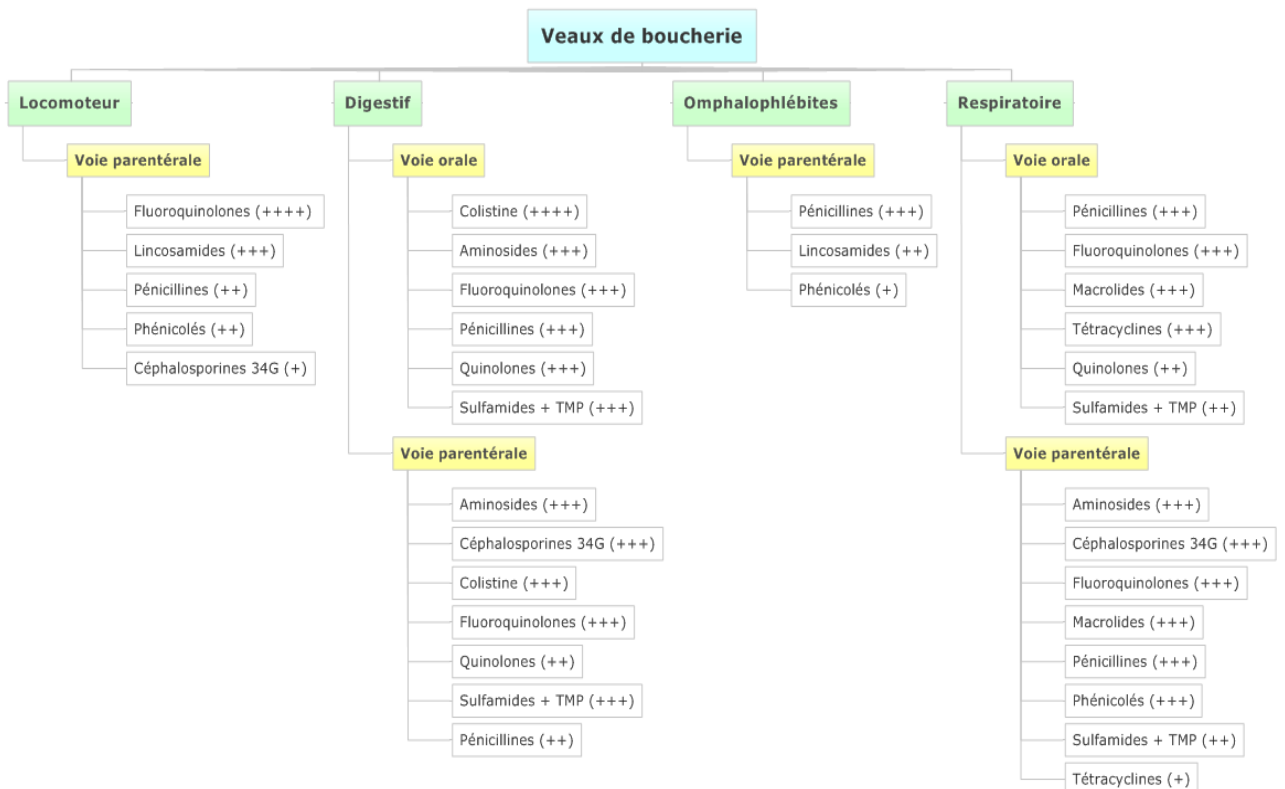 Veaux de boucherie
Locomoteur
Voie parentérale
Fluoroquinolones (++++)
Lincosamides (+++)
Pénicillines (++)
Phénicolés (++)
Céphalosporines 34G (+)
Digestif
Voie orale
Colistine (++++)
Aminosides (+++)
Fluoroquinolones (+++)
Pénicillines (+++)
Quinolones (+++)
Sulfamides + TMP (+++)
Voie parentérale
Aminosides (+++)
Céphalosporines 34G (+++)
Colistine (+++)
Fluoroquinolones (+++)
Quinolones (++)
Sulfamides + TMP (+++)
Pénicillines (++)
Omphalophlébites
Voie parentérale
Pénicillines (+++)
Lincosamides (++)
Phénicolés (+)
Respiratoire
Voie orale
Pénicillines (+++)
Fluoroquinolones (+++)
Macrolides (+++)
Tétracyclines (+++)
Quinolones (++)
Sulfamides + TMP (++)
Voie parentérale
Aminosides (+++)
Céphalosporines 34G (+++)
Fluoroquinolones (+++)
Macrolides (+++)
Pénicillines (+++)
Phénicolés (+++)
Sulfamides + TMP (++)
Tétracyclines (+)